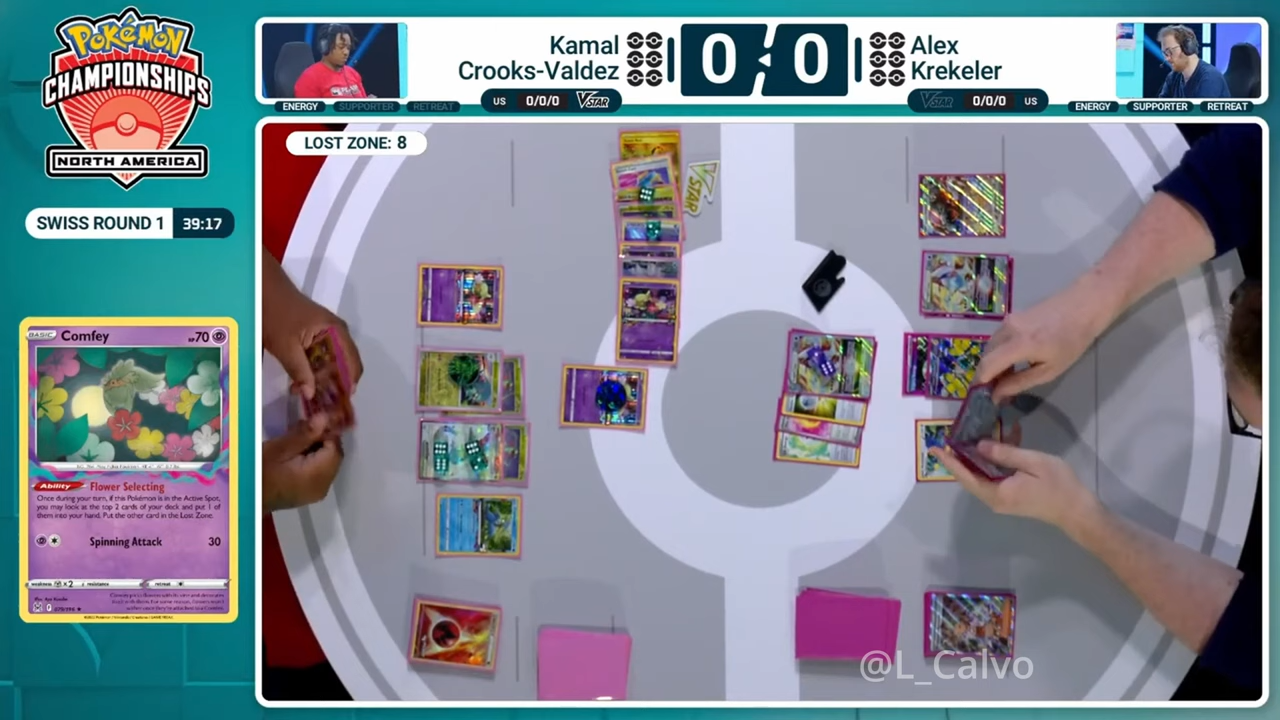 Pokémon
CHAMPIONSHIPS
NORTH AMERICA
SWISS ROUND 1 39:17
Kamal
Crooks-Valdez
0 0
Alex
Krekeler
ENERGY SUPPORTER RETREAT
US 0/0/0 VSTAR
VSTAR 0/0/0 US
ENERGY SUPPORTER RETREAT
LOST ZONE: 8
VSTAR
BASIC Comfey HP70
Ability Flower Selecting
Once during your turn, if this Pokémon is in the Active Spot,
you may look at the top 2 cards of your deck and put 1 of
them into your hand. Put the other card in the Lost Zone.
Spinning Attack 30
weakness ×2 resistance retreat
@L_Calvo